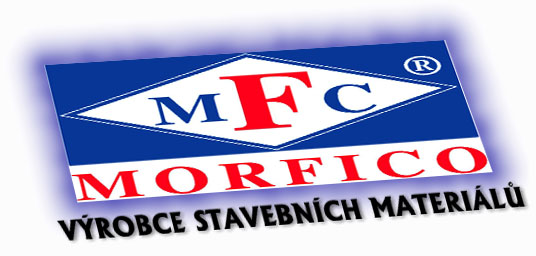 MFC ®
MORFICO
VÝROBCE STAVEBNÍCH MATERIÁLŮ